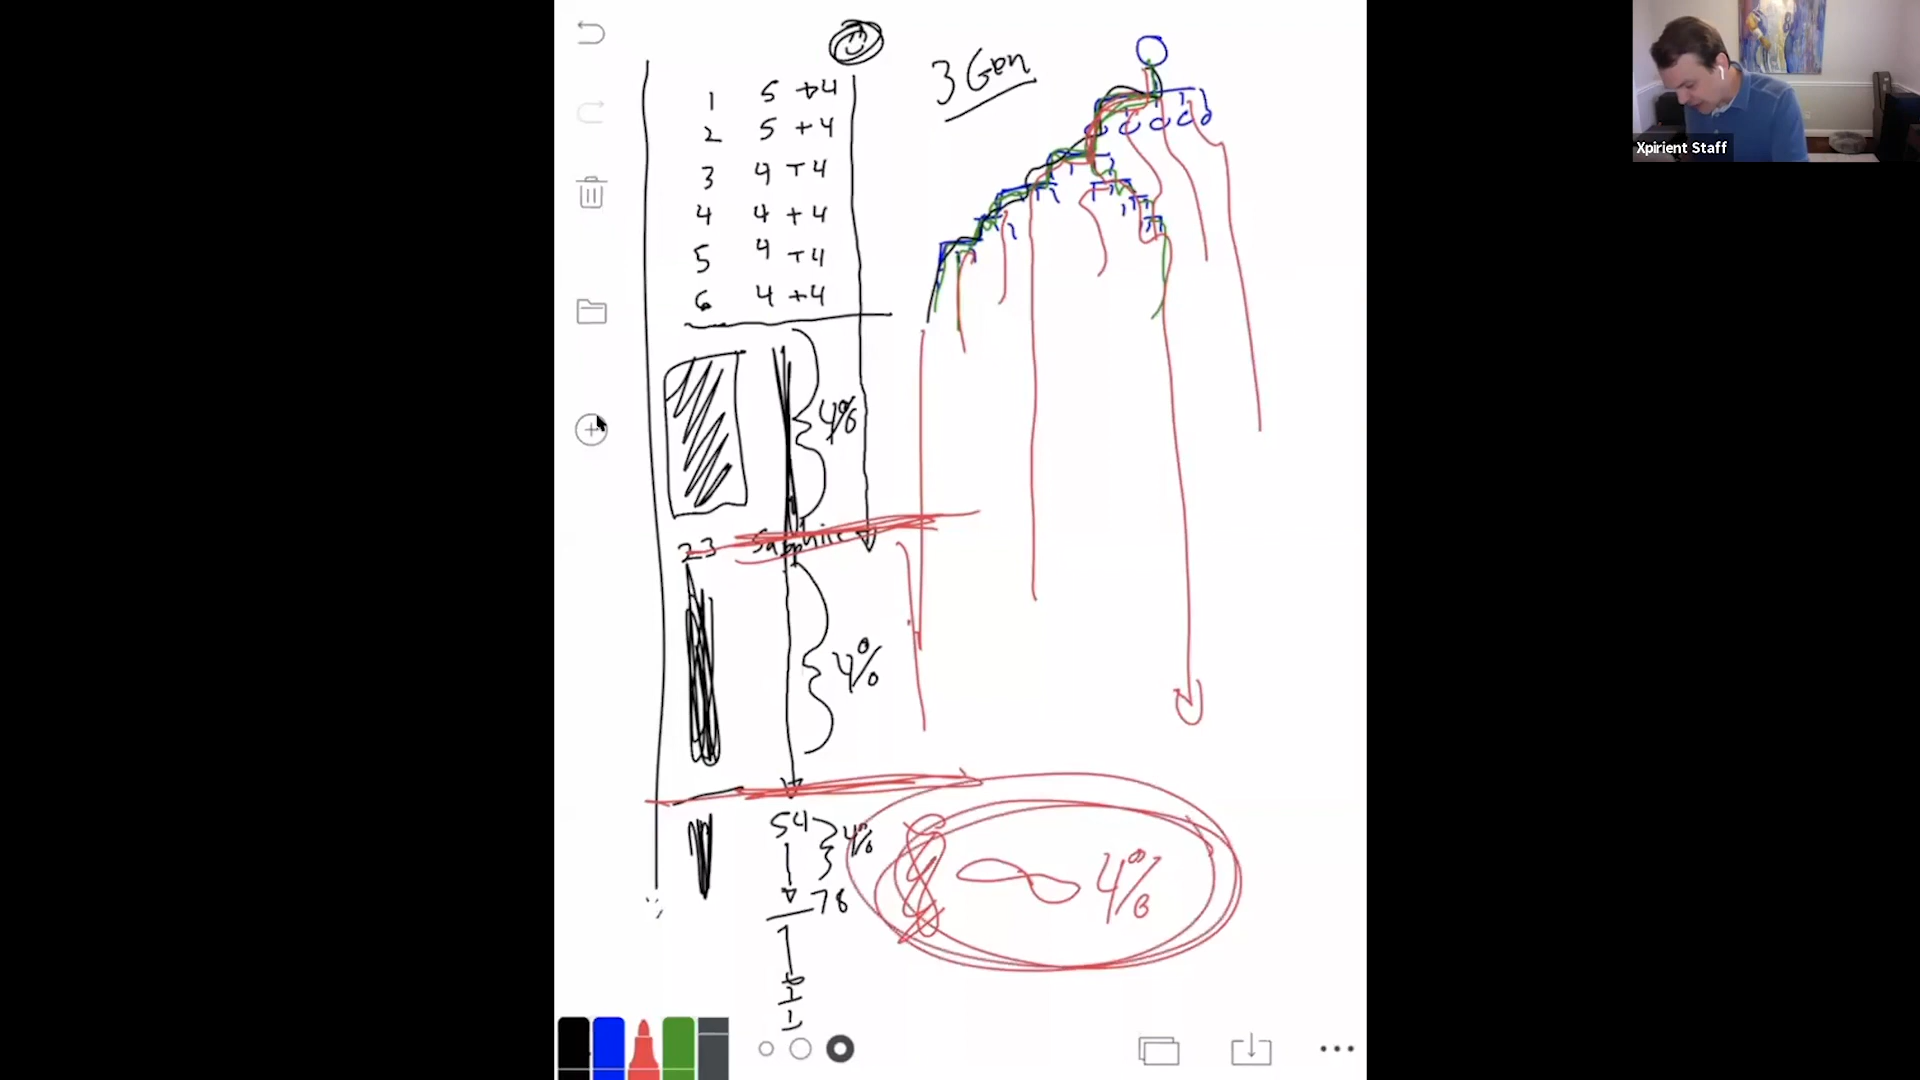 3 Gen
1 5 +4
2 5 +4
3 4 +4
4 4 +4
5 4 +4
6 4 +4
4%
23 Sapphire
4%
54 4%
78
∞ 4%
Xpirient Staff